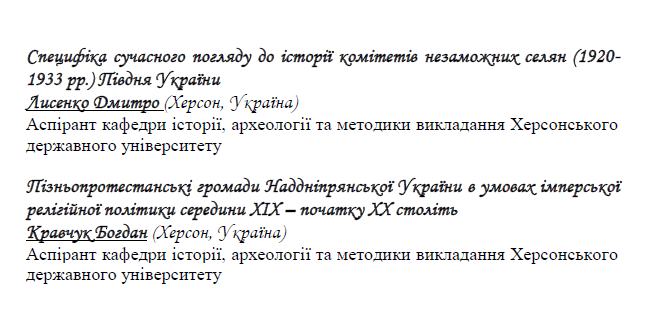 Специфіка сучасного погляду до історії комітетів незаможних селян (1920-
1933 рр.) Півдня України
Лисенко Дмитро (Херсон, Україна)
Аспірант кафедри історії, археології та методики викладання Херсонського
державного університету
Пізньопротестанські громади Наддніпрянської України в умовах імперської
релігійної політики середини ХІХ – початку ХХ століть
Кравчук Богдан (Херсон, Україна)
Аспірант кафедри історії, археології та методики викладання Херсонського
державного університету